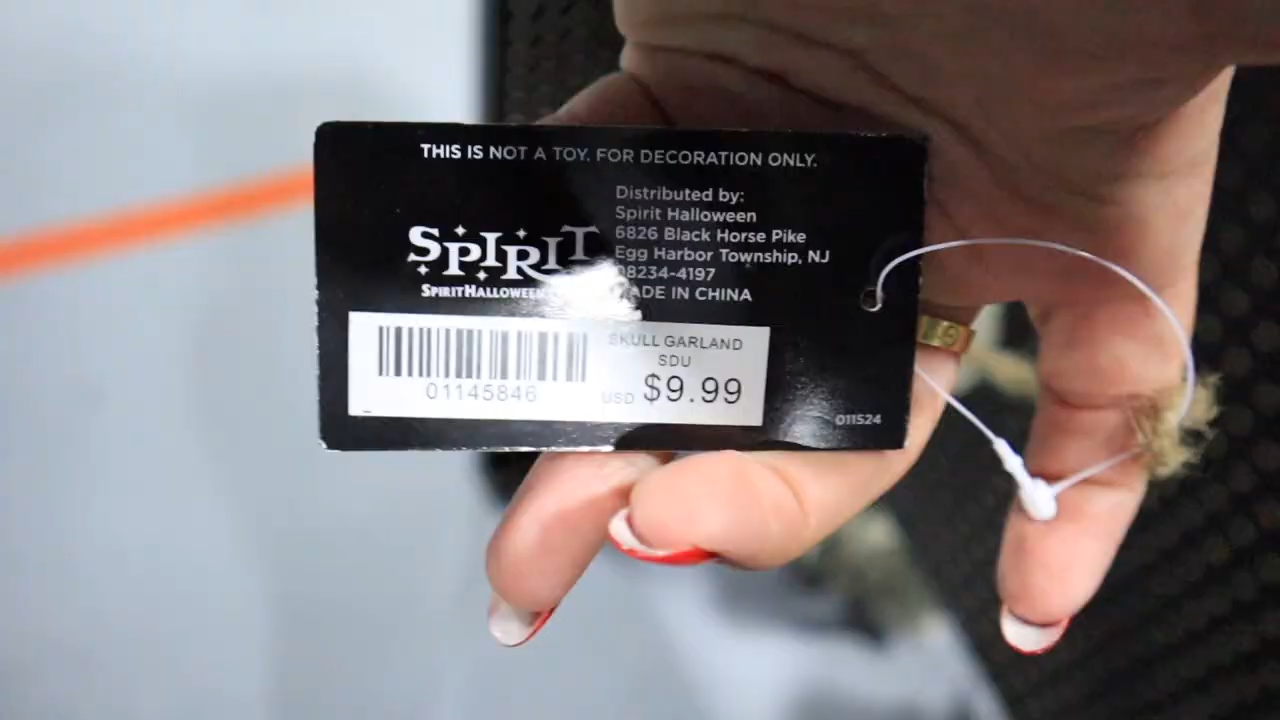 THIS IS NOT A TOY. FOR DECORATION ONLY.
SPIRIT
SPIRITHALLOWEEN
Distributed by:
Spirit Halloween
6826 Black Horse Pike
Egg Harbor Township, NJ
08234-4197
MADE IN CHINA
01145846
SKULL GARLAND
SDU
USD $9.99
011524